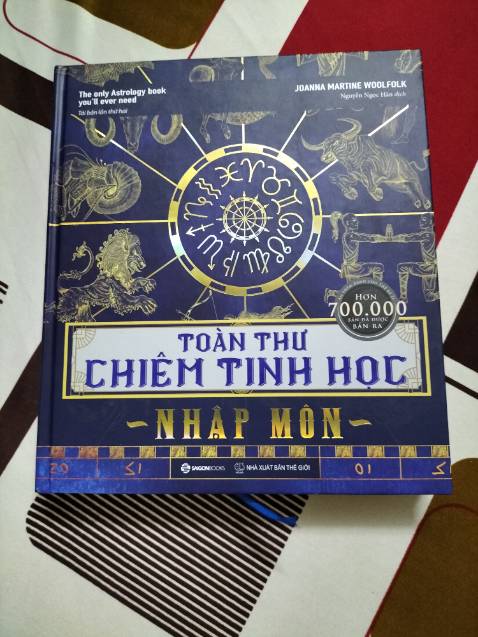 The only Astrology book
you'll ever need
Tái bản lần thứ hai
JOANNA MARTINE WOOLFOLK
Nguyễn Ngọc Hân dịch
HƠN
700.000
BẢN ĐÃ ĐƯỢC
BÁN RA
TOÀN THƯ
CHIÊM TINH HỌC
~NHẬP MÔN~
SAIGONBOOKS
NHÀ XUẤT BẢN THẾ GIỚI